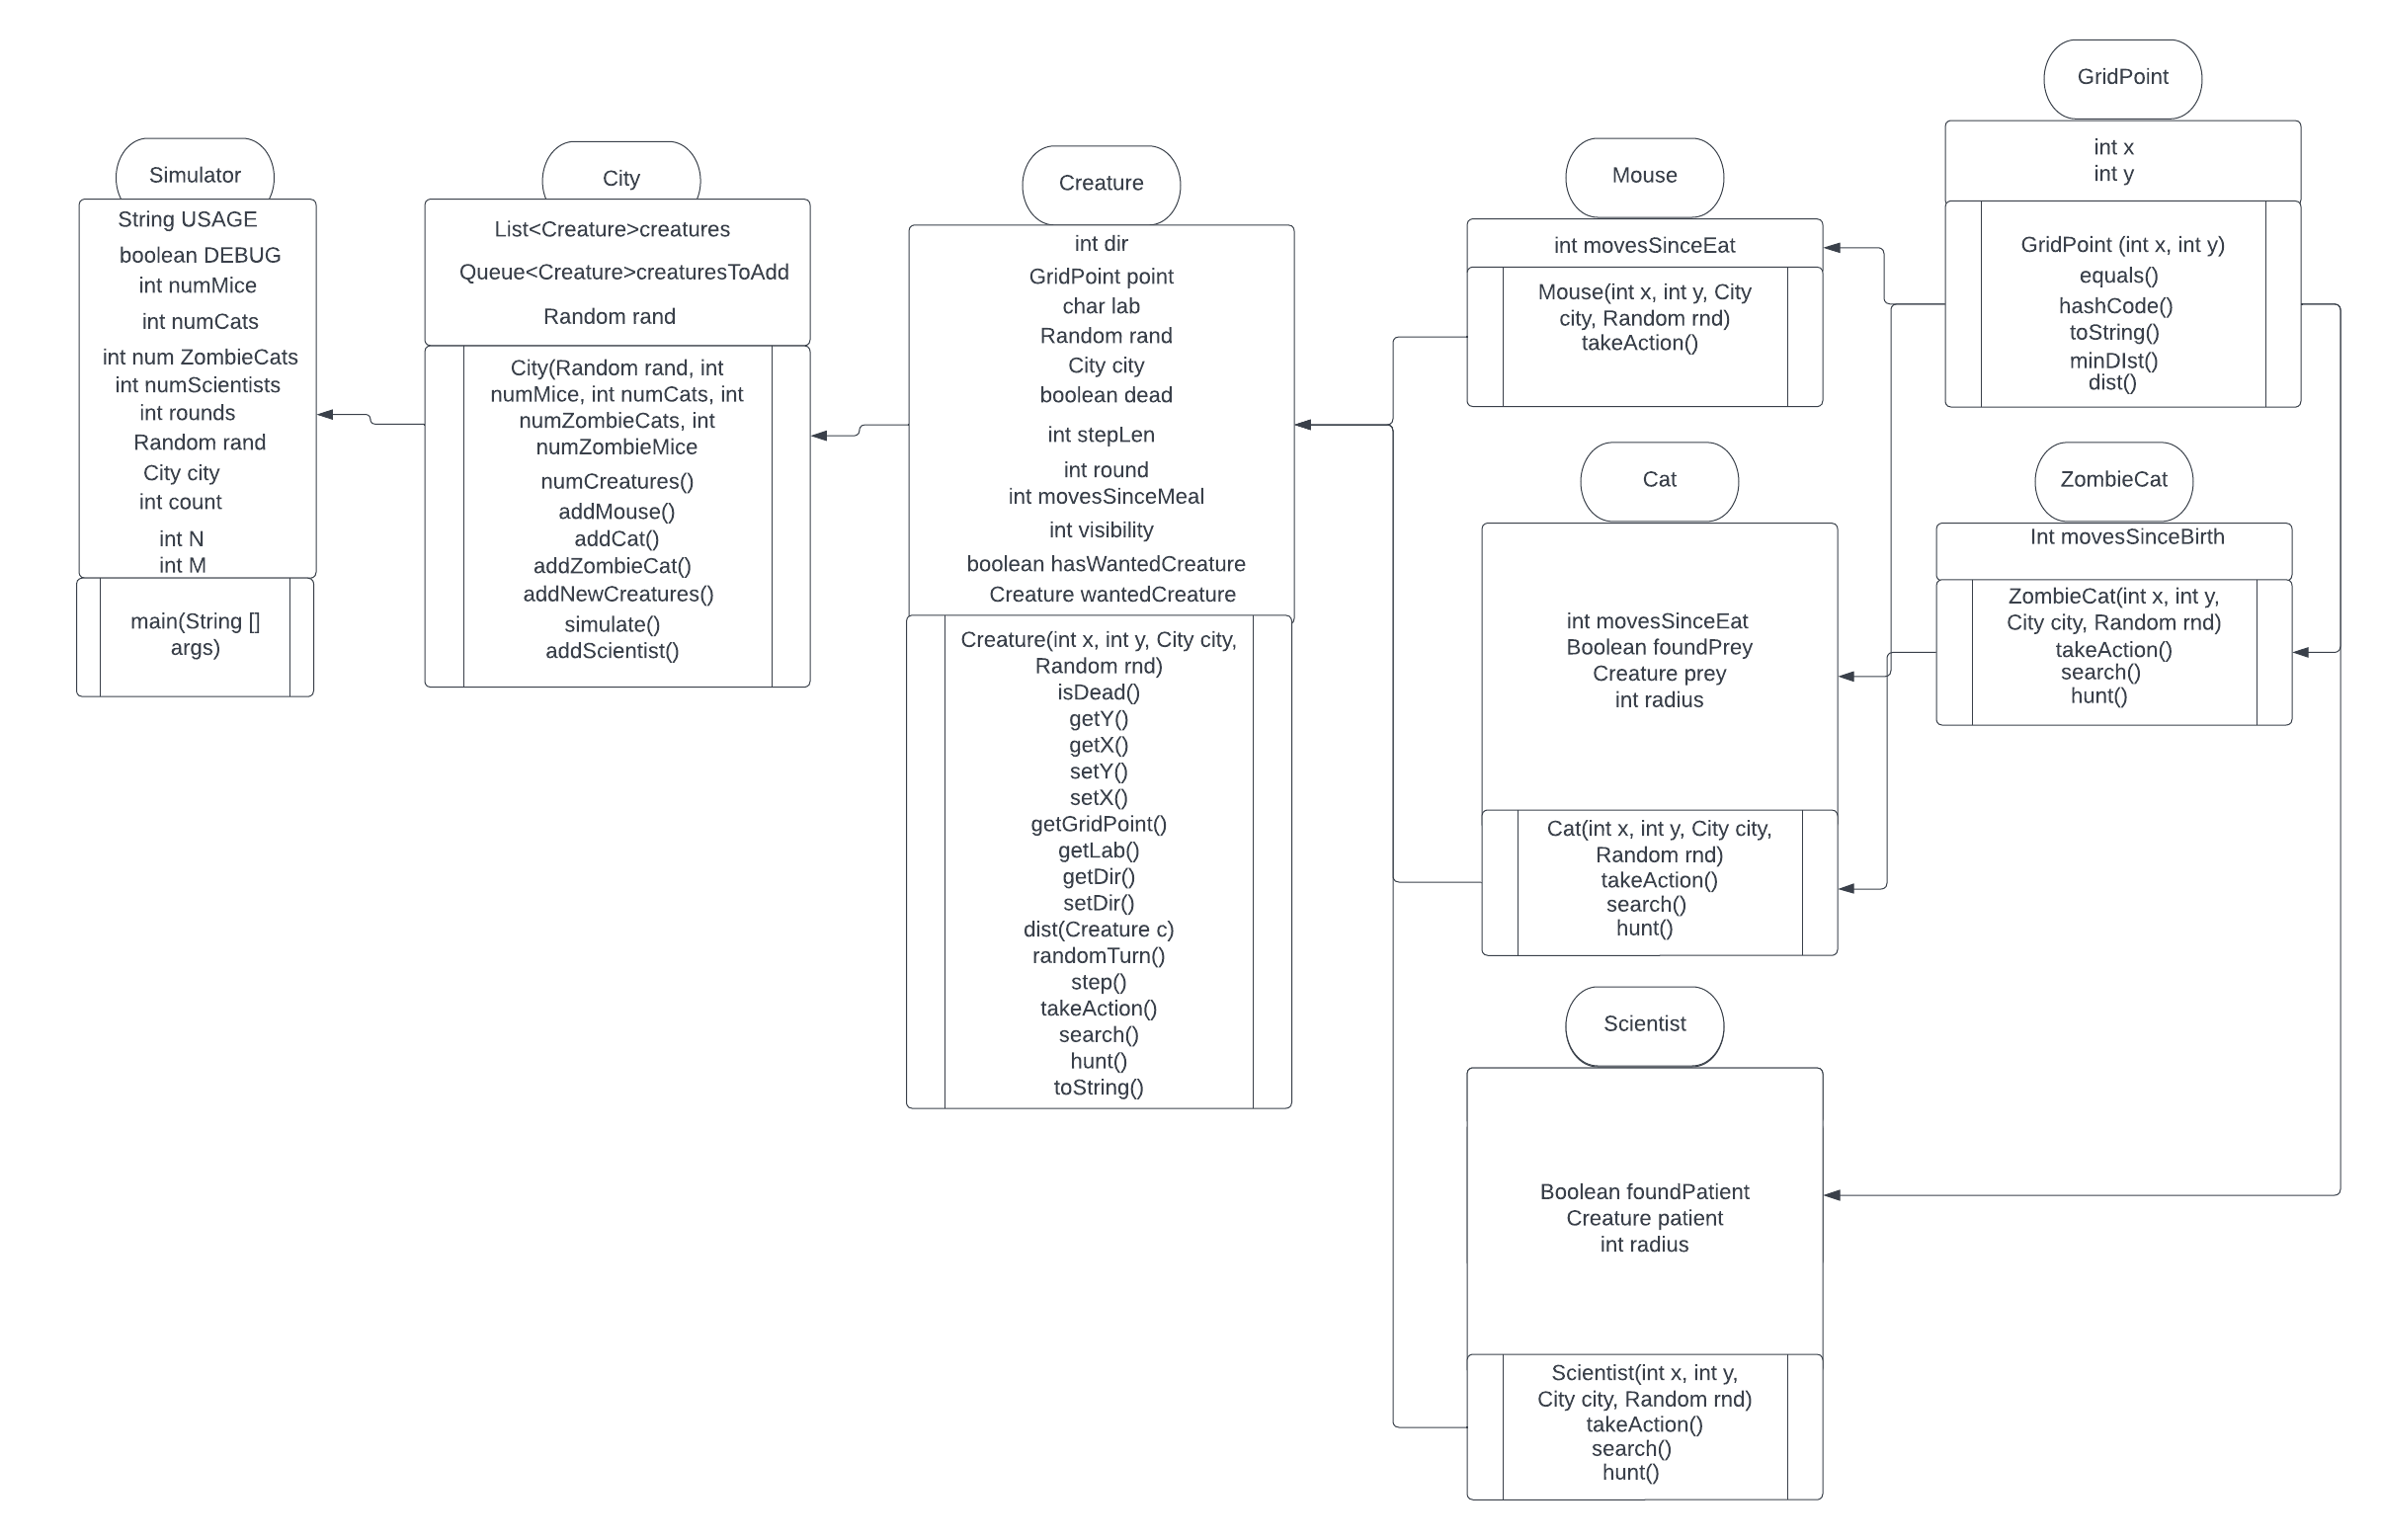 Simulator
String USAGE
boolean DEBUG
int numMice
int numCats
int num ZombieCats
int numScientists
int rounds
Random rand
City city
int count
int N
int M
main(String []
args)
City
List<Creature>creatures
Queue<Creature>creaturesToAdd
Random rand
City(Random rand, int
numMice, int numCats, int
numZombieCats, int
numZombieMice
numCreatures()
addMouse()
addCat()
addZombieCat()
addNewCreatures()
simulate()
addScientist()
Creature
int dir
GridPoint point
char lab
Random rand
City city
boolean dead
int stepLen
int round
int movesSinceMeal
int visibility
boolean hasWantedCreature
Creature wantedCreature
Creature(int x, int y, City city,
Random rnd)
isDead()
getY()
getX()
setY()
setX()
getGridPoint()
getLab()
getDir()
setDir()
dist(Creature c)
randomTurn()
step()
takeAction()
search()
hunt()
toString()
Mouse
int movesSinceEat
Mouse(int x, int y, City
city, Random rnd)
takeAction()
Cat
int movesSinceEat
Boolean foundPrey
Creature prey
int radius
Cat(int x, int y, City city,
Random rnd)
takeAction()
search()
hunt()
Scientist
Boolean foundPatient
Creature patient
int radius
Scientist(int x, int y,
City city, Random rnd)
takeAction()
search()
hunt()
GridPoint
int x
int y
GridPoint (int x, int y)
equals()
hashCode()
toString()
minDIst()
dist()
ZombieCat
Int movesSinceBirth
ZombieCat(int x, int y,
City city, Random rnd)
takeAction()
search()
hunt()